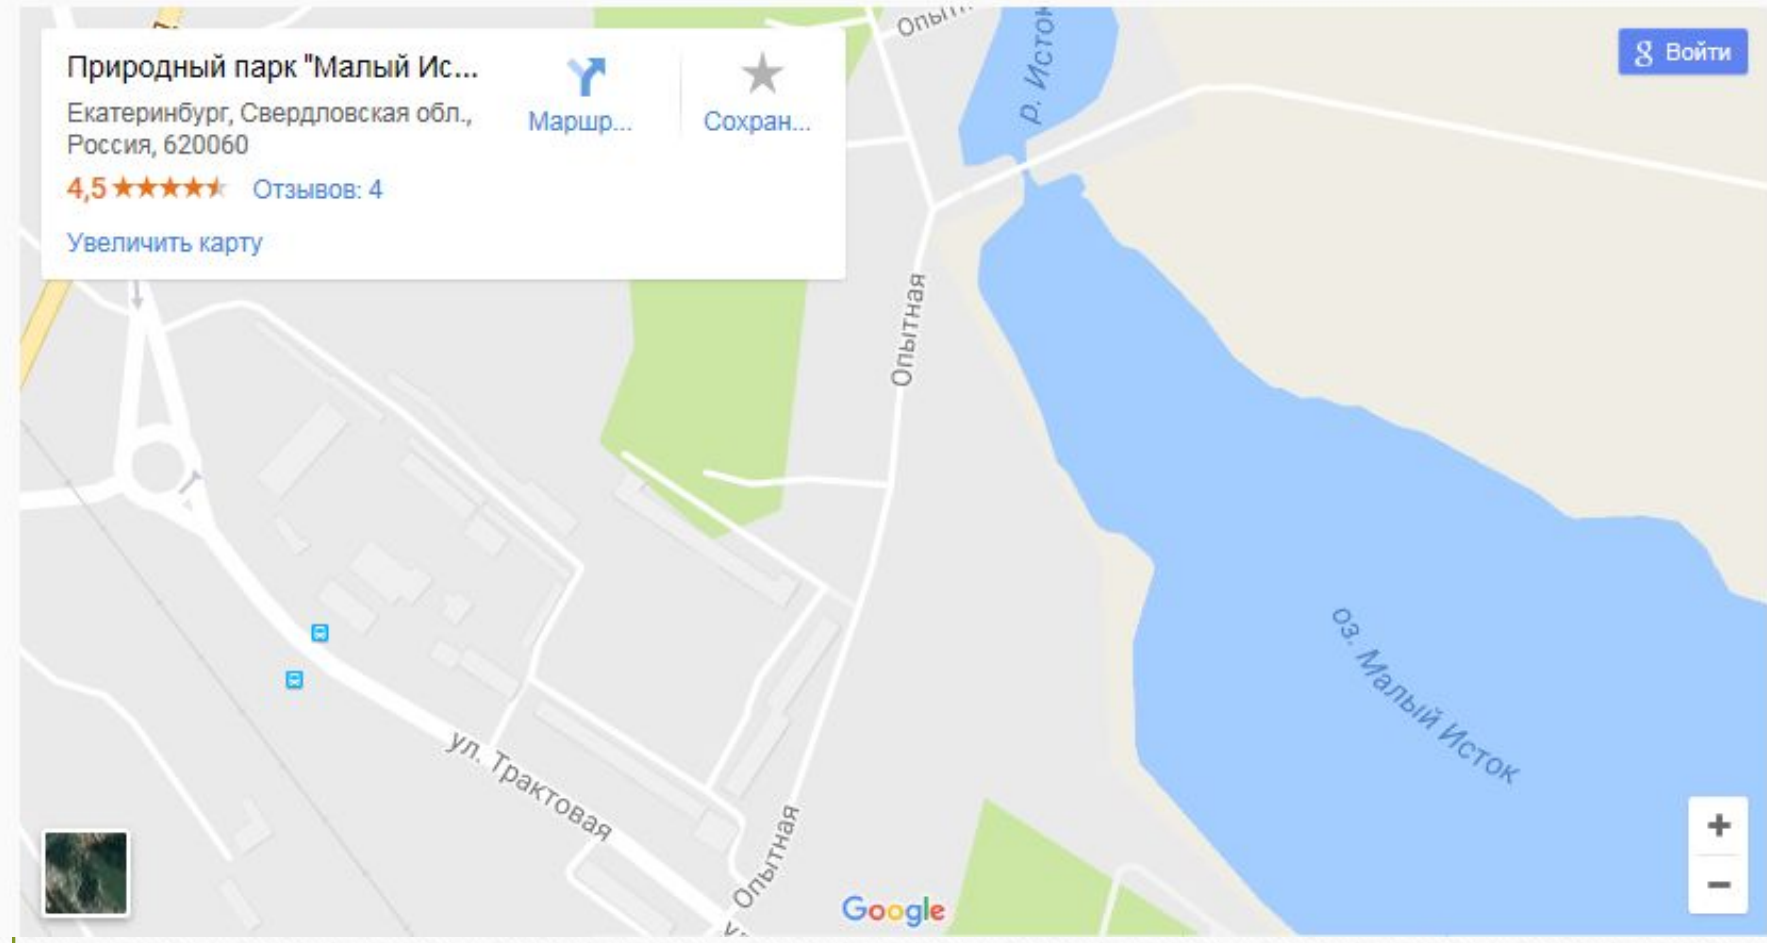 Природный парк "Малый Ис...
Екатеринбург, Свердловская обл.,
Россия, 620060
4,5
Отзывов: 4
Увеличить карту
Маршр...
Сохран...
Войти
р. Исток
Опытная
оз. Малый Исток
ул. Трактовая
Опытная
Google